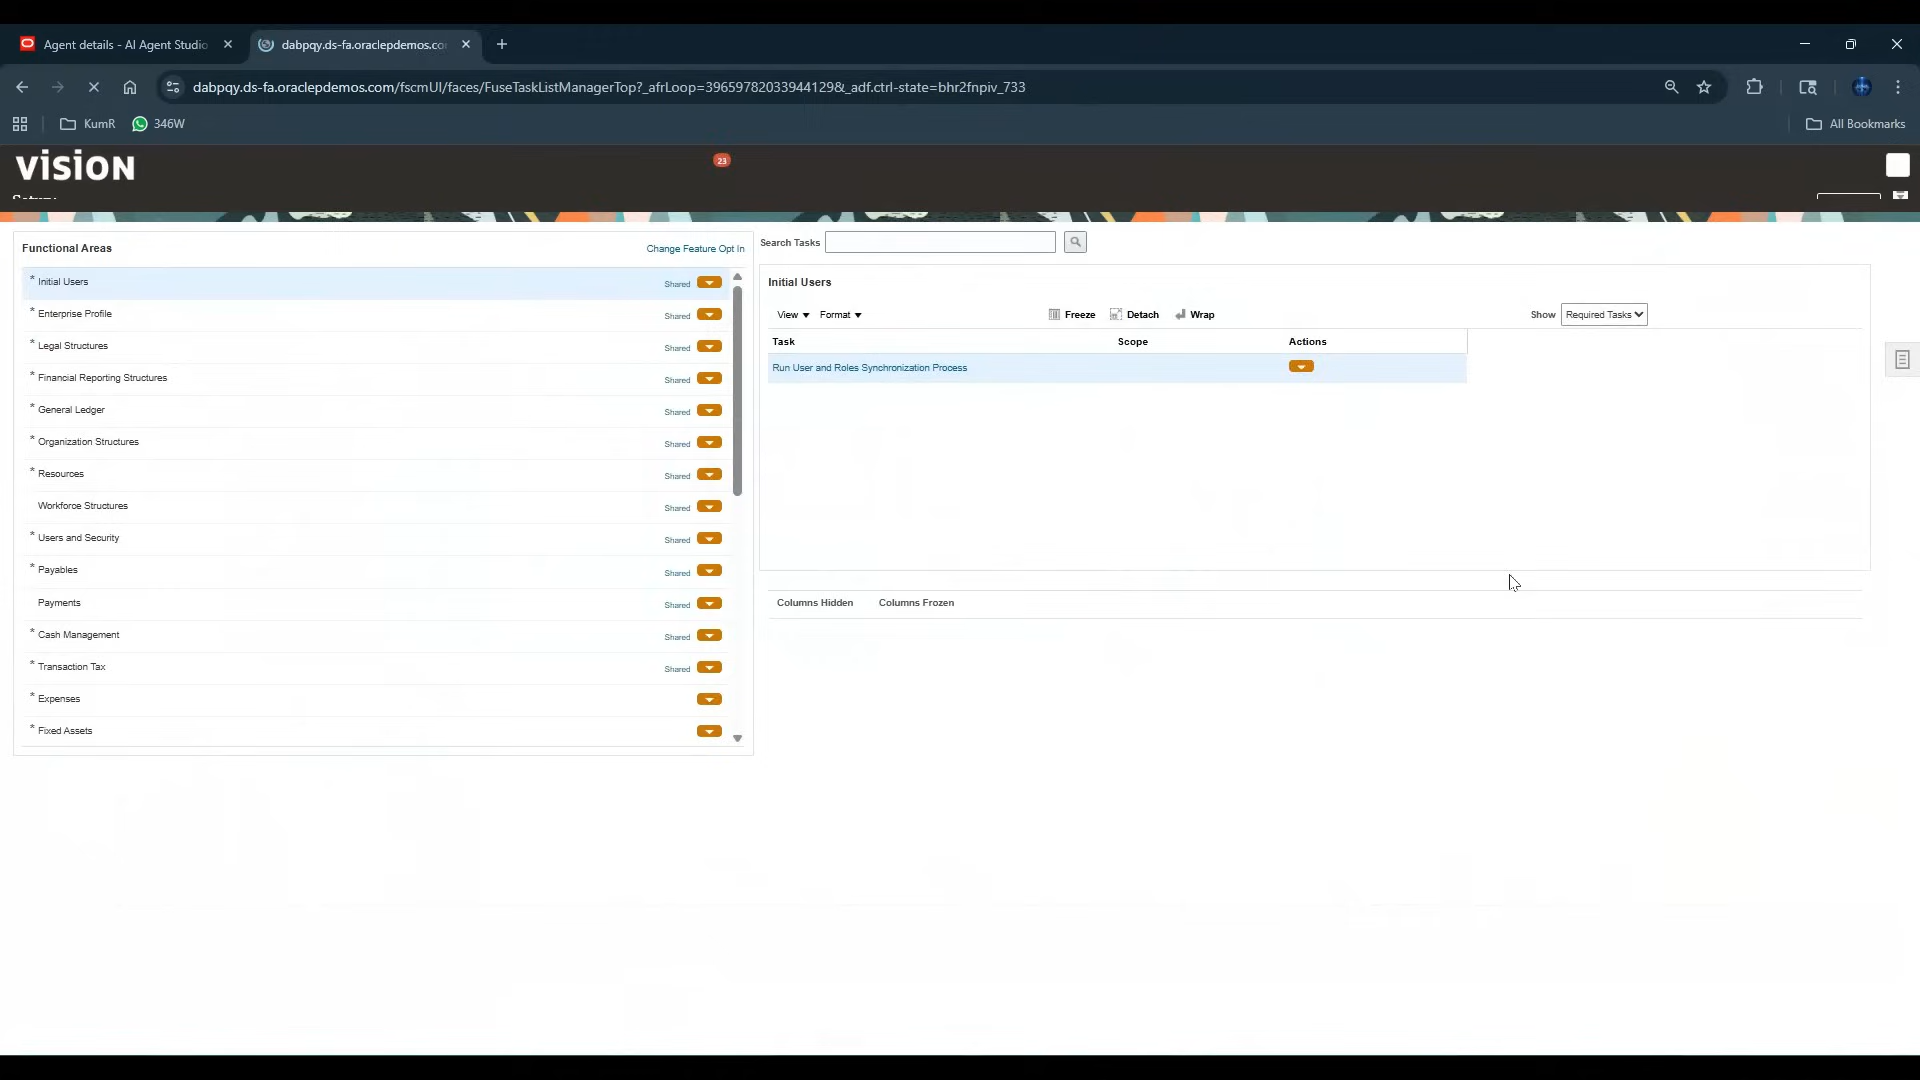 Agent details - AI Agent Studio
dabpqy.ds-fa.oraclepdemos.co
dabpqy.ds-fa.oraclepdemos.com/fscmUI/faces/FuseTaskListManagerTop?_afrLoop=39659782033944129&_adf.ctrl-state=bhr2fnpiv_733
KumR
346W
All Bookmarks
VISION
23
Functional Areas
Change Feature Opt In
* Initial Users Shared
* Enterprise Profile Shared
* Legal Structures Shared
* Financial Reporting Structures Shared
* General Ledger Shared
* Organization Structures Shared
* Resources Shared
Workforce Structures Shared
* Users and Security Shared
* Payables Shared
Payments Shared
* Cash Management Shared
* Transaction Tax Shared
* Expenses
* Fixed Assets
Search Tasks
Initial Users
View Format Freeze Detach Wrap Show Required Tasks
Task Scope Actions
Run User and Roles Synchronization Process
Columns Hidden Columns Frozen